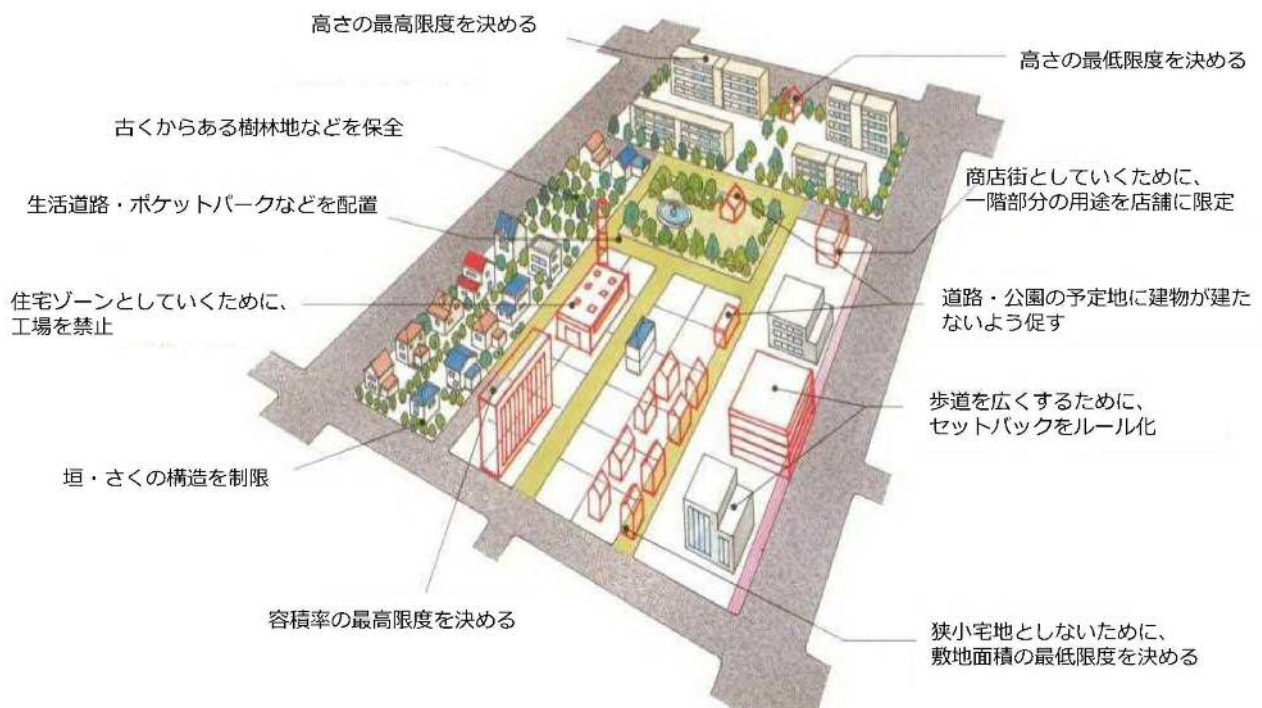 高さの最高限度を決める
高さの最低限度を決める
古くからある樹林地などを保全
生活道路・ポケットパークなどを配置
商店街としていくために、
一階部分の用途を店舗に限定
住宅ゾーンとしていくために、
工場を禁止
道路・公園の予定地に建物が建た
ないよう促す
歩道を広くするために、
セットバックをルール化
垣・さくの構造を制限
容積率の最高限度を決める
狭小宅地としないために、
敷地面積の最低限度を決める